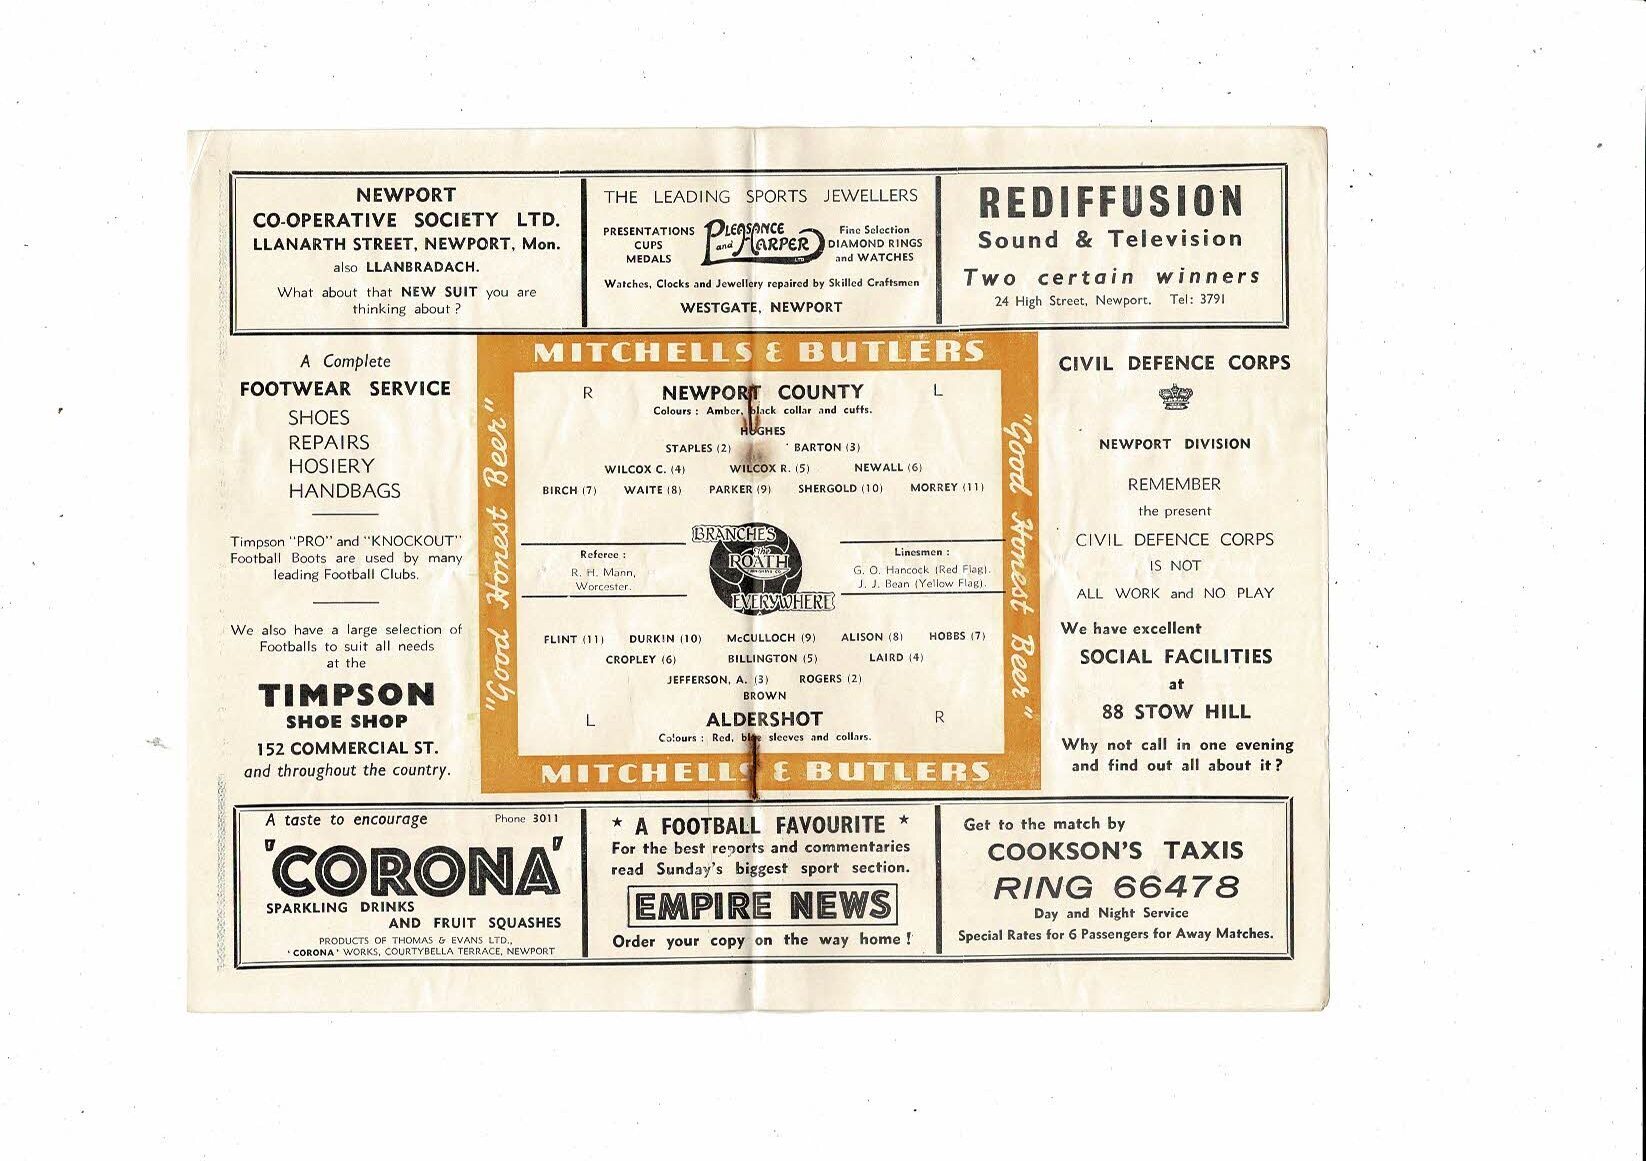 NEWPORT
CO-OPERATIVE SOCIETY LTD.
LLANARTH STREET, NEWPORT, Mon.
also LLANBRADACH.
What about that NEW SUIT you are
thinking about ?
THE LEADING SPORTS JEWELLERS
PRESENTATIONS
CUPS
MEDALS
PLEASANCE
and HARPER LTD
Fine Selection
DIAMOND RINGS
and WATCHES
Watches, Clocks and Jewellery repaired by Skilled Craftsmen
WESTGATE, NEWPORT
REDIFFUSION
Sound & Television
Two certain winners
24 High Street, Newport. Tel: 3791
A Complete
FOOTWEAR SERVICE
SHOES
REPAIRS
HOSIERY
HANDBAGS
Timpson "PRO" and "KNOCKOUT"
Football Boots are used by many
leading Football Clubs.
We also have a large selection of
Footballs to suit all needs
at the
TIMPSON
SHOE SHOP
152 COMMERCIAL ST.
and throughout the country.
MITCHELLS & BUTLERS
"Good Honest Beer"
R NEWPORT COUNTY L
Colours : Amber, black collar and cuffs.
HUGHES
STAPLES (2) BARTON (3)
WILCOX C. (4) WILCOX R. (5) NEWALL (6)
BIRCH (7) WAITE (8) PARKER (9) SHERGOLD (10) MORREY (11)
Referee :
R. H. Mann,
Worcester.
BRANCHES
The
ROATH
EVERYWHERE
Linesmen :
G. O. Hancock (Red Flag).
J. J. Bean (Yellow Flag).
FLINT (11) DURKIN (10) McCULLOCH (9) ALISON (8) HOBBS (7)
CROPLEY (6) BILLINGTON (5) LAIRD (4)
JEFFERSON, A. (3) ROGERS (2)
BROWN
L ALDERSHOT R
Colours : Red, blue sleeves and collars.
"Good Honest Beer"
MITCHELLS & BUTLERS
CIVIL DEFENCE CORPS
NEWPORT DIVISION
REMEMBER
the present
CIVIL DEFENCE CORPS
IS NOT
ALL WORK and NO PLAY
We have excellent
SOCIAL FACILITIES
at
88 STOW HILL
Why not call in one evening
and find out all about it ?
A taste to encourage Phone 3011
'CORONA'
SPARKLING DRINKS
AND FRUIT SQUASHES
PRODUCTS OF THOMAS & EVANS LTD.,
'CORONA' WORKS, COURTYBELLA TERRACE, NEWPORT
* A FOOTBALL FAVOURITE *
For the best reports and commentaries
read Sunday's biggest sport section.
EMPIRE NEWS
Order your copy on the way home !
Get to the match by
COOKSON'S TAXIS
RING 66478
Day and Night Service
Special Rates for 6 Passengers for Away Matches.